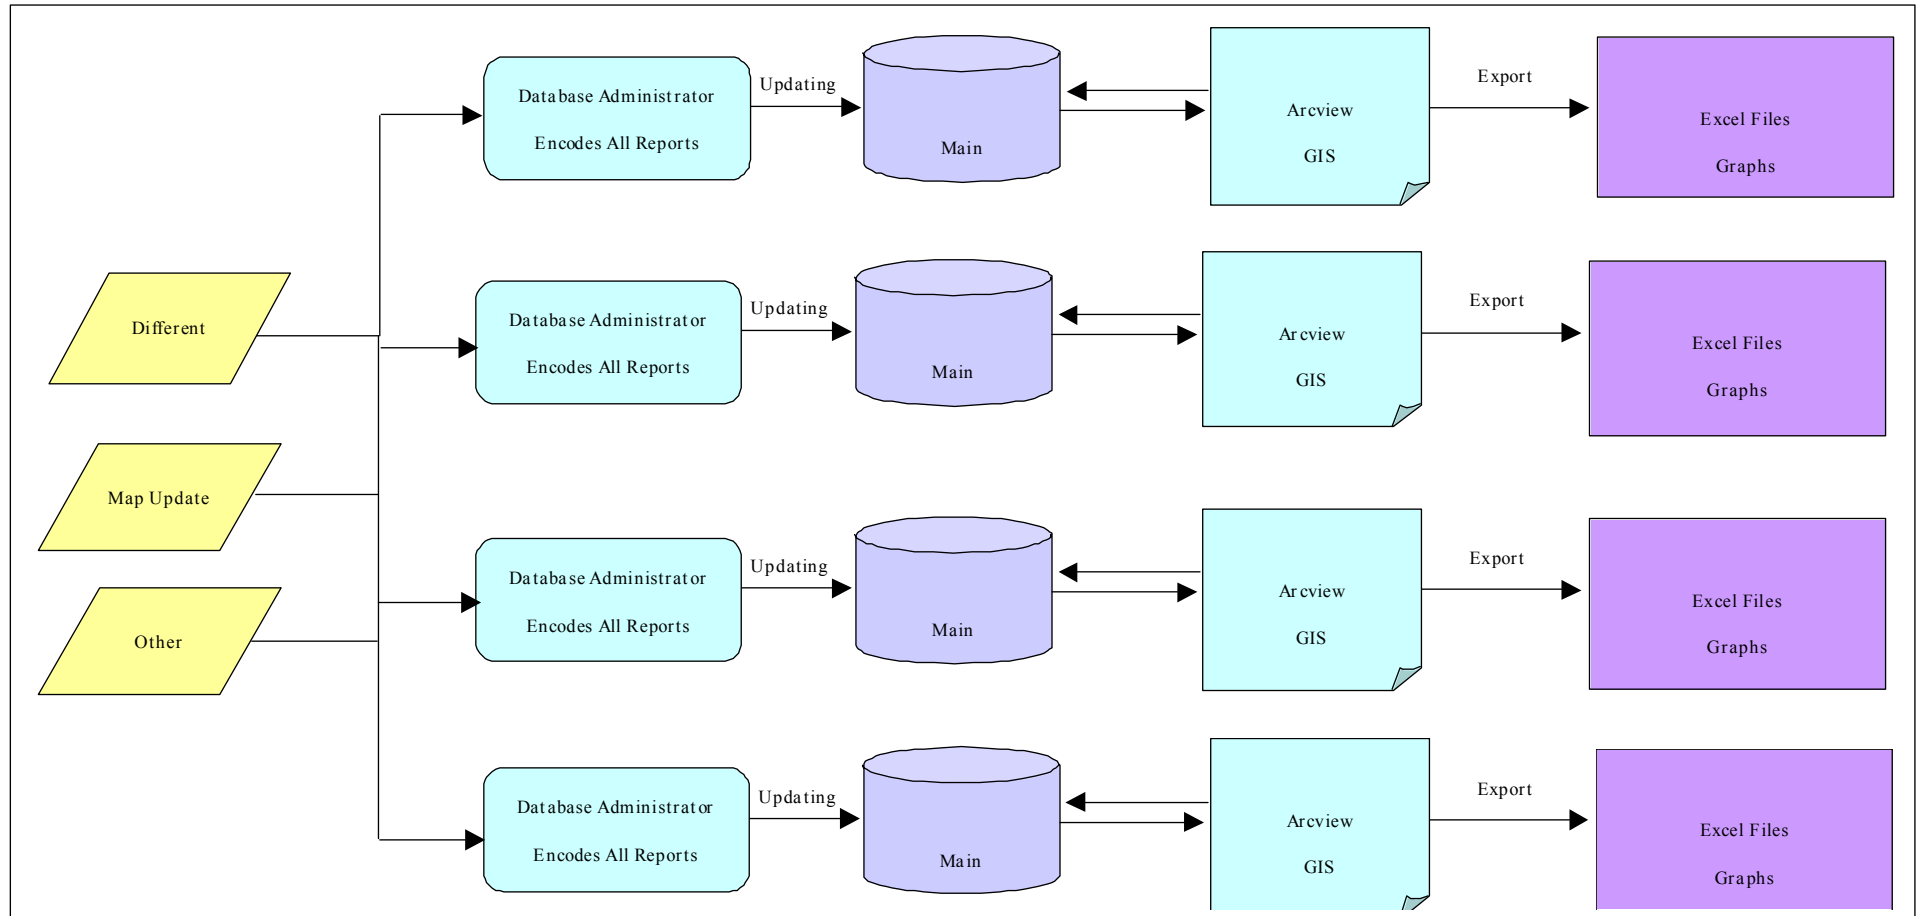 Database Administrator
Encodes All Reports
Updating
Main
Arcview
GIS
Export
Excel Files
Graphs
Different
Database Administrator
Encodes All Reports
Updating
Main
Arcview
GIS
Export
Excel Files
Graphs
Map Update
Database Administrator
Encodes All Reports
Updating
Main
Arcview
GIS
Export
Excel Files
Graphs
Other
Database Administrator
Encodes All Reports
Updating
Main
Arcview
GIS
Export
Excel Files
Graphs